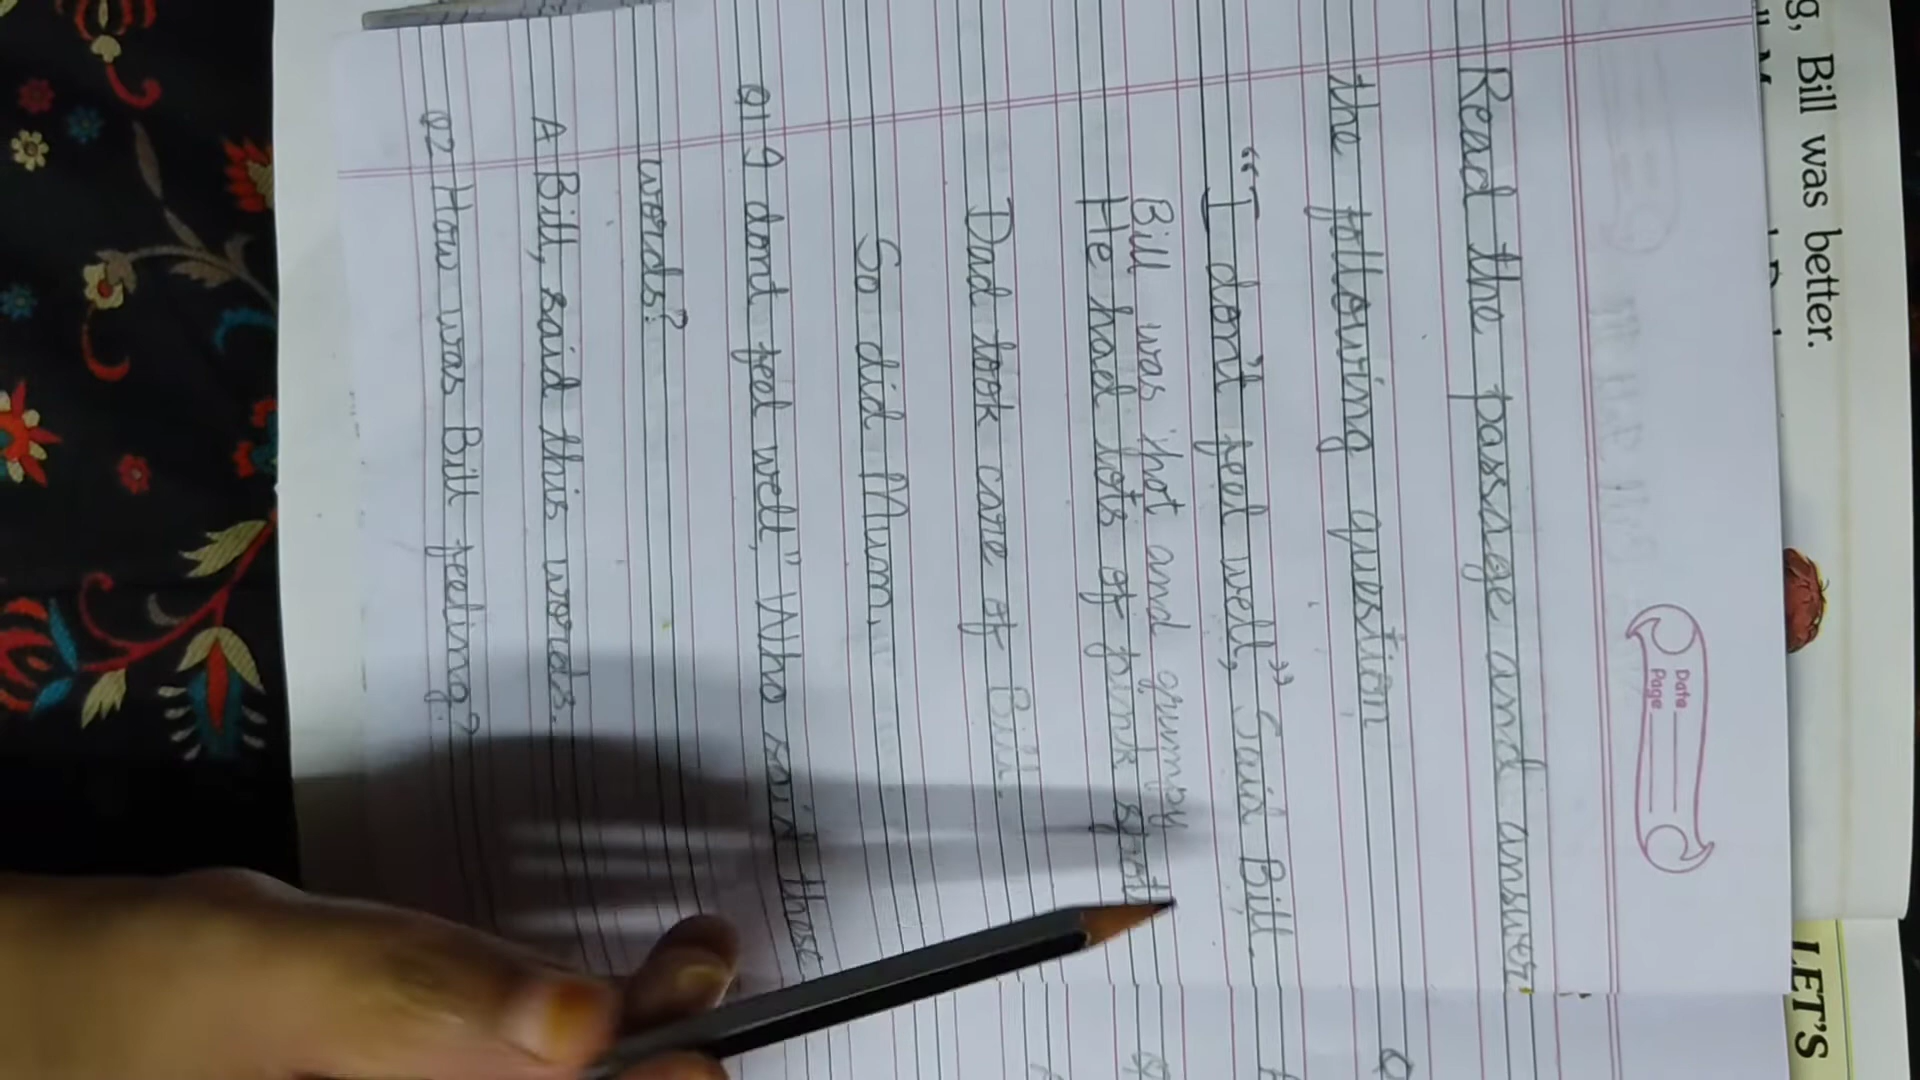 g, Bill was better.
LET'S
Date
Page
Read the passage and answer
the following question
"I don't feel well," Said Bill.
Bill was hot and grumpy
He had lots of pink spot
Dad took care of Bill.
So did Mum.
Q1 I dont feel well," Who said these
words?
A Bill, said this words.
Q2 How was Bill feeling?